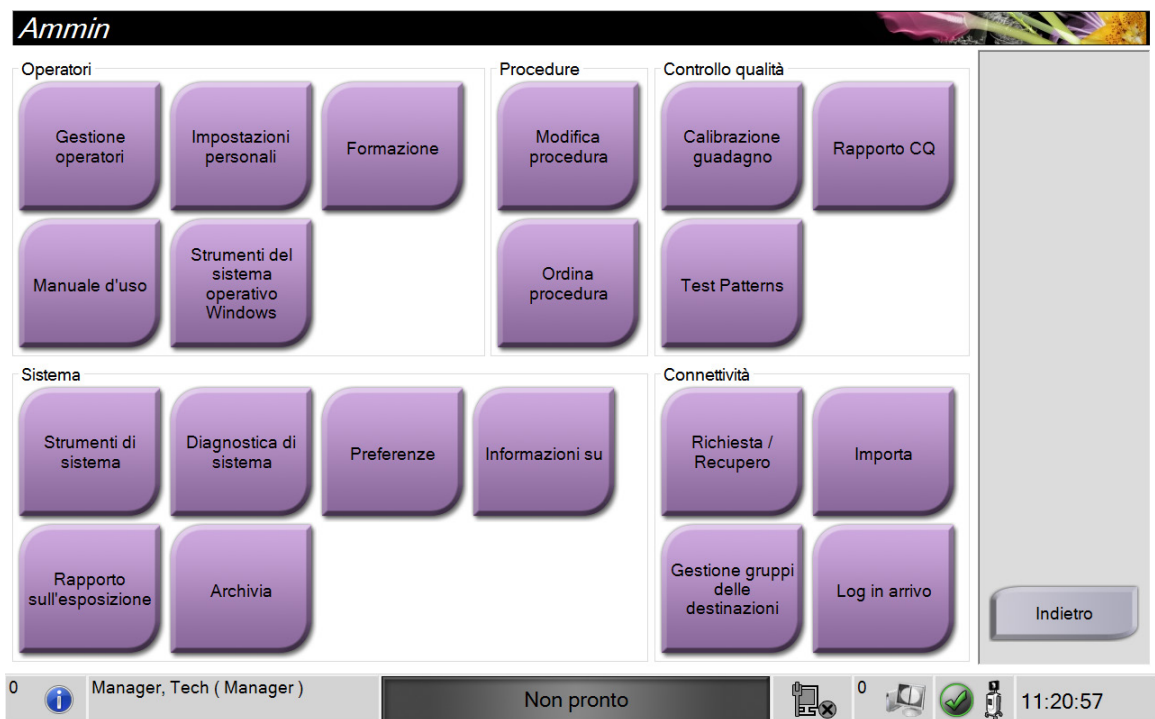 Ammin
Operatori
Gestione
operatori
Impostazioni
personali
Formazione
Manuale d'uso
Strumenti del
sistema
operativo
Windows
Procedure
Modifica
procedura
Ordina
procedura
Controllo qualità
Calibrazione
guadagno
Rapporto CQ
Test Patterns
Sistema
Strumenti di
sistema
Diagnostica di
sistema
Preferenze
Informazioni su
Rapporto
sull'esposizione
Archivia
Connettività
Richiesta /
Recupero
Importa
Gestione gruppi
delle
destinazioni
Log in arrivo
Indietro
0
Manager, Tech ( Manager )
Non pronto
0
11:20:57